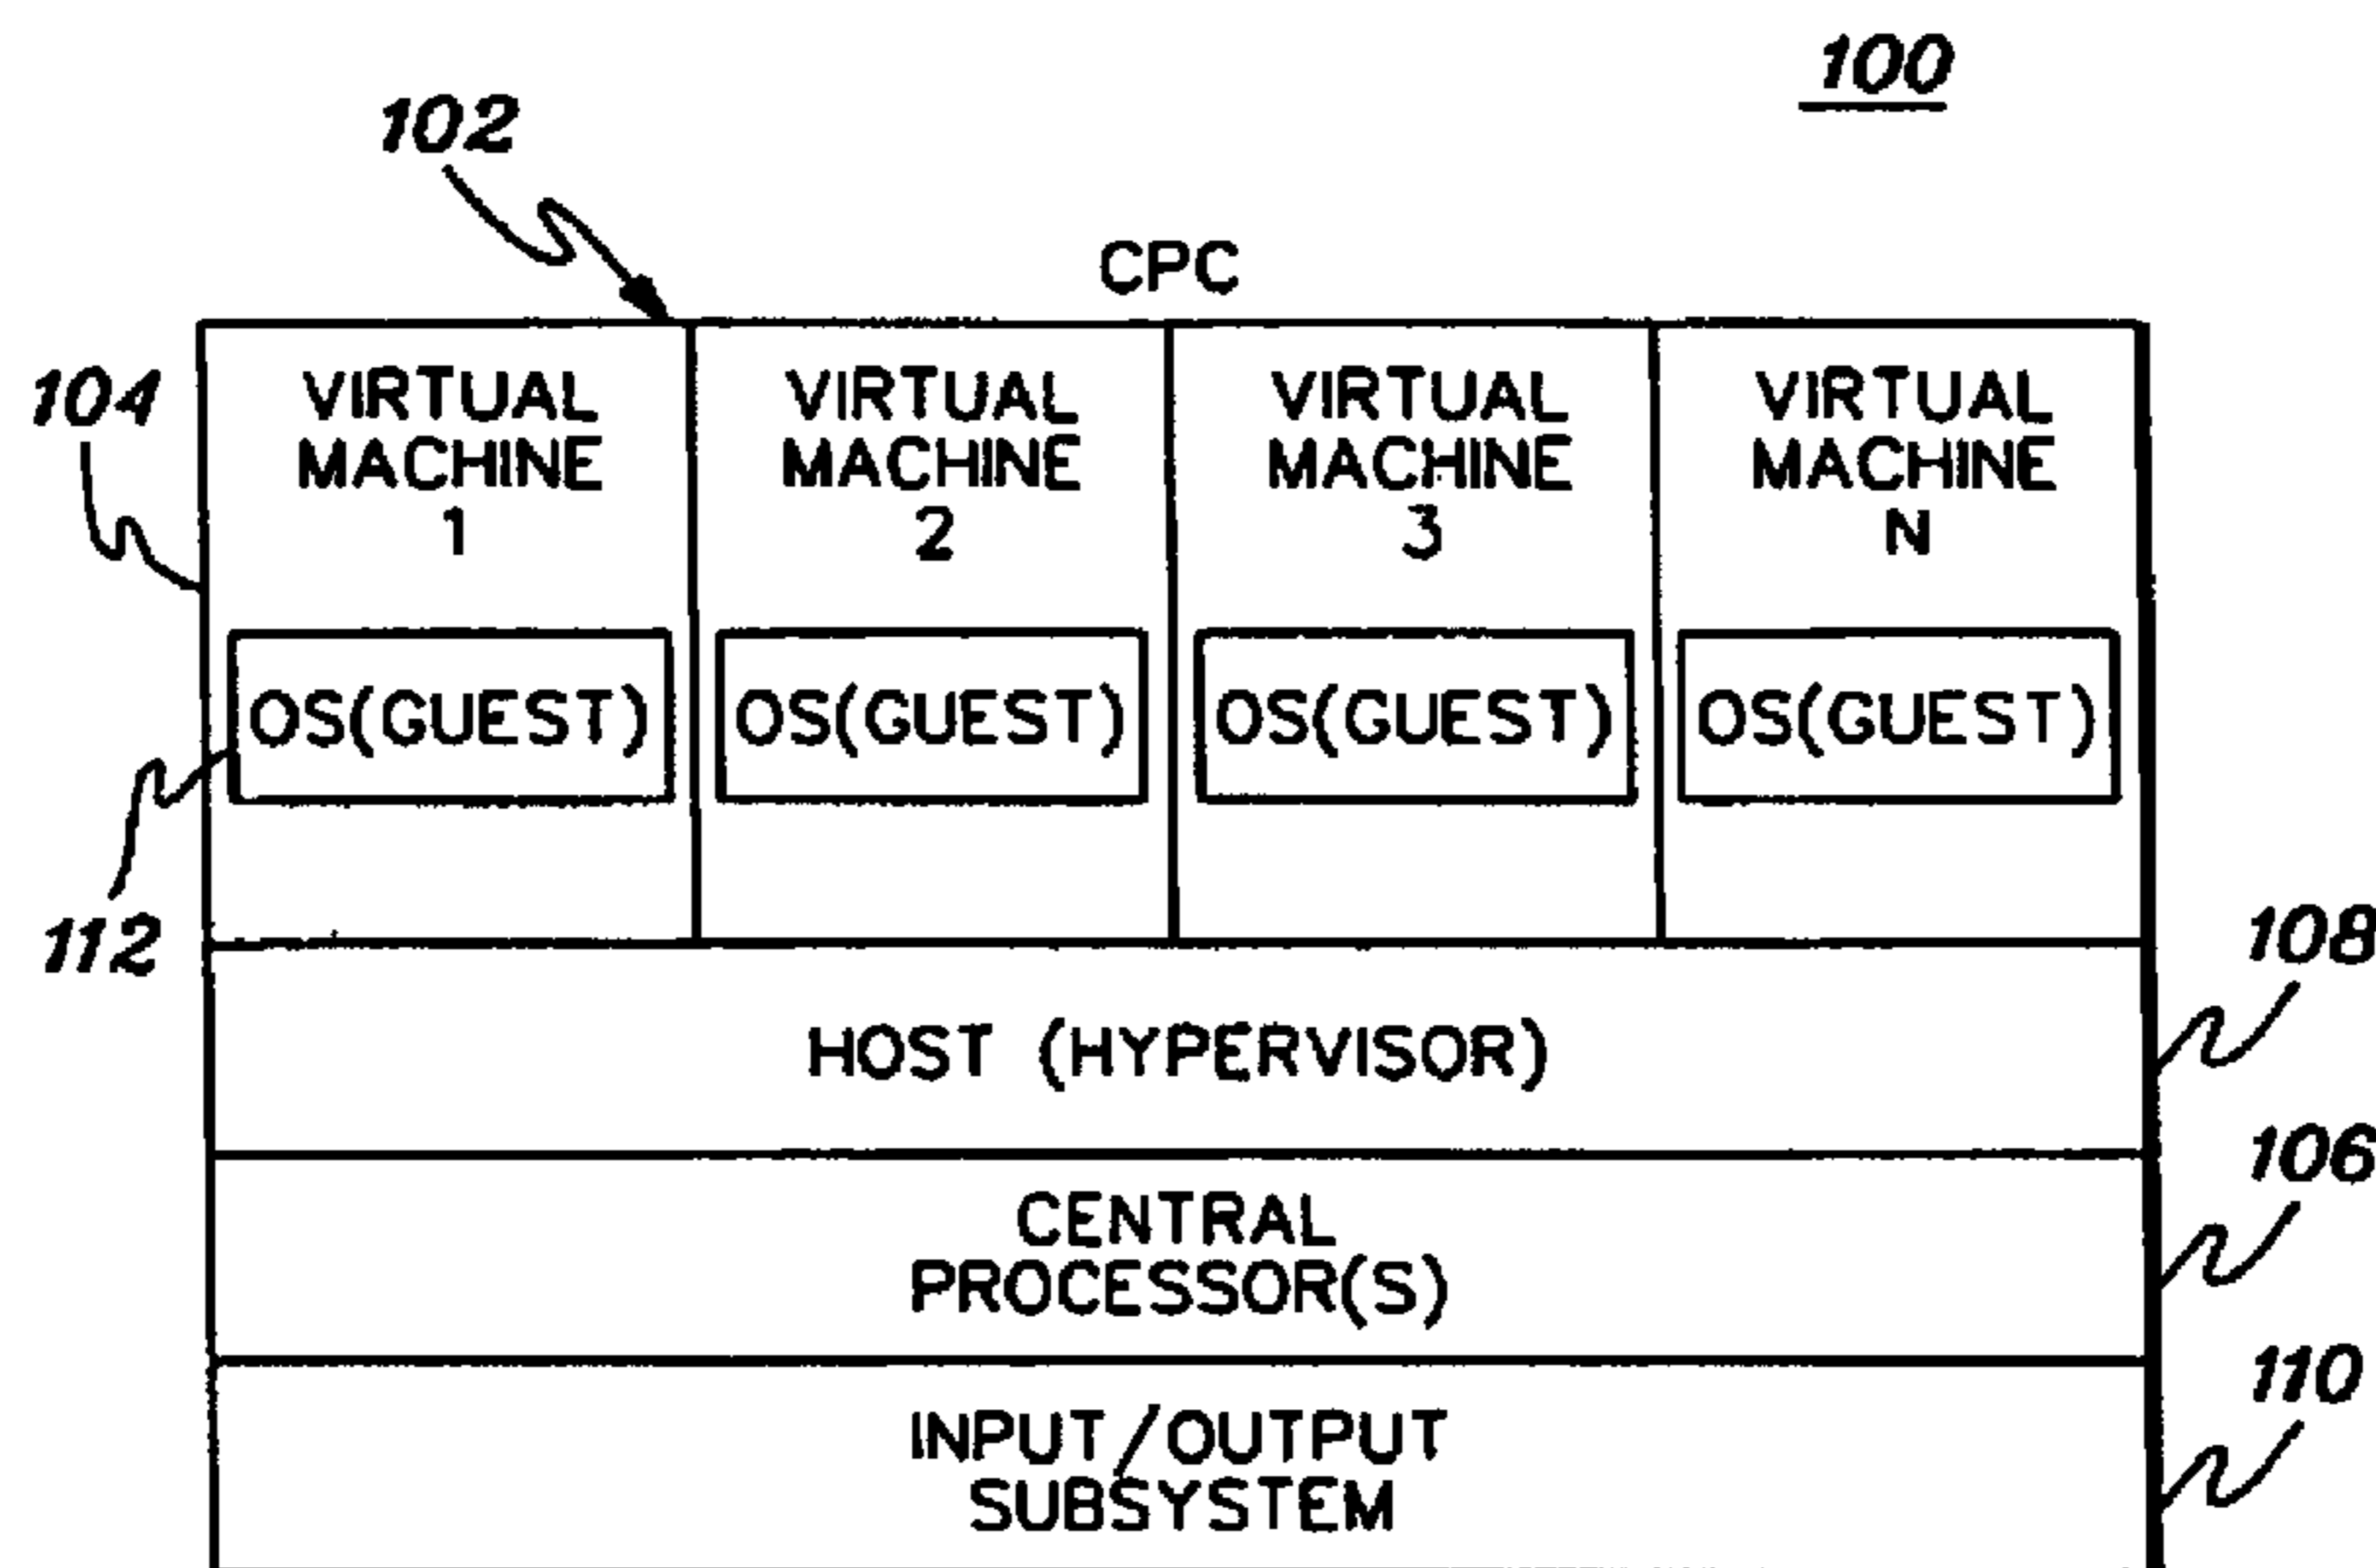 100
102
CPC
104
VIRTUAL MACHINE 1
VIRTUAL MACHINE 2
VIRTUAL MACHINE 3
VIRTUAL MACHINE N
OS(GUEST)
OS(GUEST)
OS(GUEST)
OS(GUEST)
112
108
HOST (HYPERVISOR)
106
CENTRAL
PROCESSOR(S)
110
INPUT/OUTPUT
SUBSYSTEM